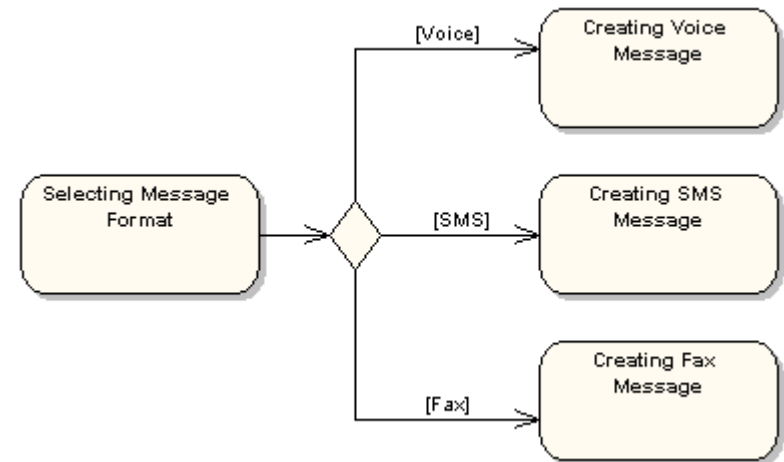 [Voice]
Creating Voice
Message
Selecting Message
Format
[SMS]
Creating SMS
Message
[Fax]
Creating Fax
Message